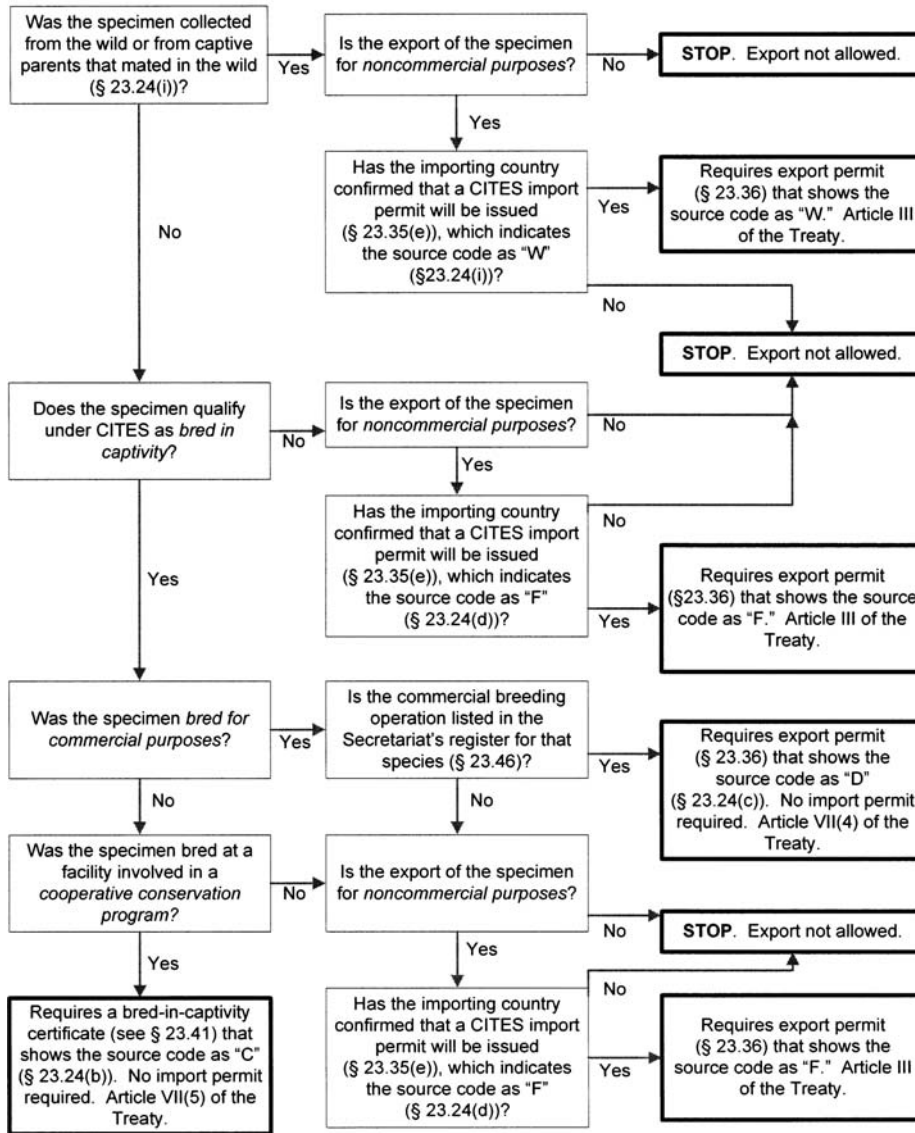 Was the specimen collected
from the wild or from captive
parents that mated in the wild
(§ 23.24(i))?
Yes
Is the export of the specimen
for noncommercial purposes?
No
STOP. Export not allowed.
Yes
Has the importing country
confirmed that a CITES import
permit will be issued
(§ 23.35(e)), which indicates
the source code as “W”
(§23.24(i))?
Yes
Requires export permit
(§ 23.36) that shows the
source code as “W.” Article III
of the Treaty.
No
No
STOP. Export not allowed.
Does the specimen qualify
under CITES as bred in
captivity?
No
Is the export of the specimen
for noncommercial purposes?
No
Yes
Has the importing country
confirmed that a CITES import
permit will be issued
(§ 23.35(e)), which indicates
the source code as “F”
(§ 23.24(d))?
No
Yes
Requires export permit
(§23.36) that shows the source
code as “F.” Article III of the
Treaty.
Yes
Was the specimen bred for
commercial purposes?
Yes
Is the commercial breeding
operation listed in the
Secretariat’s register for that
species (§ 23.46)?
Yes
Requires export permit
(§ 23.36) that shows the
source code as “D”
(§ 23.24(c)). No import permit
required. Article VII(4) of the
Treaty.
No
No
Was the specimen bred at a
facility involved in a
cooperative conservation
program?
No
Is the export of the specimen
for noncommercial purposes?
No
STOP. Export not allowed.
Yes
Yes
Requires a bred-in-captivity
certificate (see § 23.41) that
shows the source code as “C”
(§ 23.24(b)). No import permit
required. Article VII(5) of the
Treaty.
Has the importing country
confirmed that a CITES import
permit will be issued
(§ 23.35(e)), which indicates
the source code as “F”
(§ 23.24(d))?
No
Yes
Requires export permit
(§ 23.36) that shows the
source code as “F.” Article III
of the Treaty.